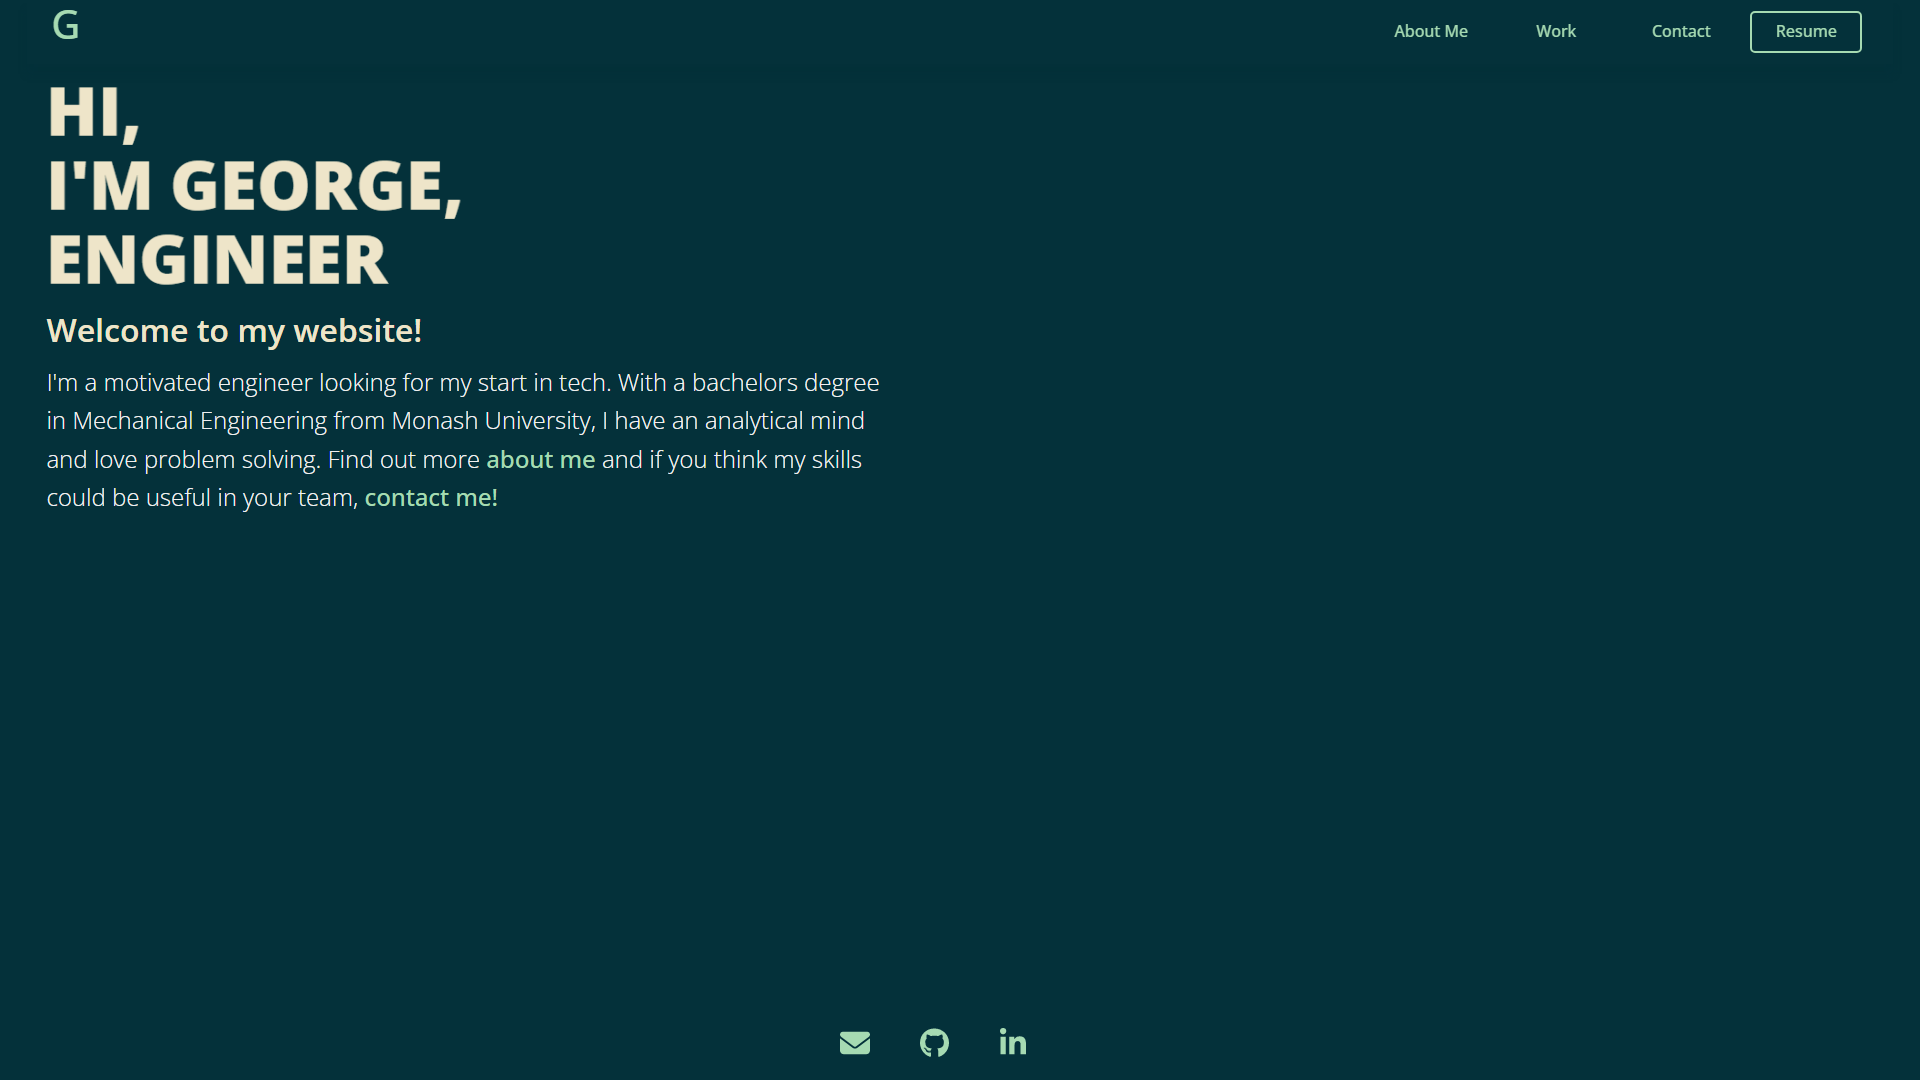 G
About Me Work Contact Resume
HI,
I'M GEORGE,
ENGINEER
Welcome to my website!
I'm a motivated engineer looking for my start in tech. With a bachelors degree
in Mechanical Engineering from Monash University, I have an analytical mind
and love problem solving. Find out more about me and if you think my skills
could be useful in your team, contact me!
in